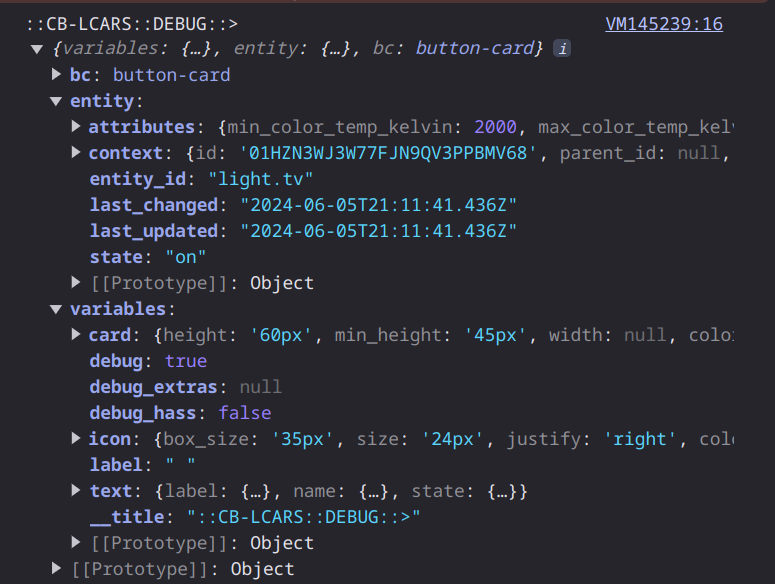 ::CB-LCARS::DEBUG::> VM145239:16
▼ {variables: {…}, entity: {…}, bc: button-card} i
▶ bc: button-card
▼ entity:
▶ attributes: {min_color_temp_kelvin: 2000, max_color_temp_kelv
▶ context: {id: '01HZN3WJ3W77FJN9QV3PPBMV68', parent_id: null,
entity_id: "light.tv"
last_changed: "2024-06-05T21:11:41.436Z"
last_updated: "2024-06-05T21:11:41.436Z"
state: "on"
▶ [[Prototype]]: Object
▼ variables:
▶ card: {height: '60px', min_height: '45px', width: null, colo
debug: true
debug_extras: null
debug_hass: false
▶ icon: {box_size: '35px', size: '24px', justify: 'right', colo
label: " "
▶ text: {label: {…}, name: {…}, state: {…}}
__title: "::CB-LCARS::DEBUG::>"
▶ [[Prototype]]: Object
▶ [[Prototype]]: Object